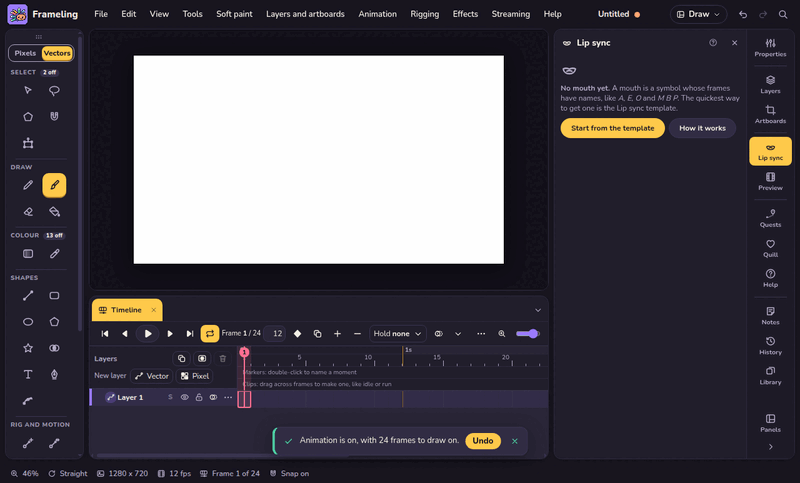 Frameling File Edit View Tools Soft paint Layers and artboards Animation Rigging Effects Streaming Help Untitled Draw
Pixels Vectors
SELECT 2 off
DRAW
COLOUR 13 off
SHAPES
T
RIG AND MOTION
Timeline
Frame 1 / 24 12 Hold none
Layers
1 5 10 1s 15 20
New layer Vector Pixel
Markers: double-click to name a moment
Clips: drag across frames to make one, like idle or run
Layer 1 S
Animation is on, with 24 frames to draw on. Undo
Lip sync
No mouth yet. A mouth is a symbol whose frames
have names, like A, E, O and M B P. The quickest way
to get one is the Lip sync template.
Start from the template How it works
Properties
Layers
Artboards
Lip sync
Preview
Quests
Quill
Help
Notes
History
Library
Panels
46% Straight 1280 x 720 12 fps Frame 1 of 24 Snap on